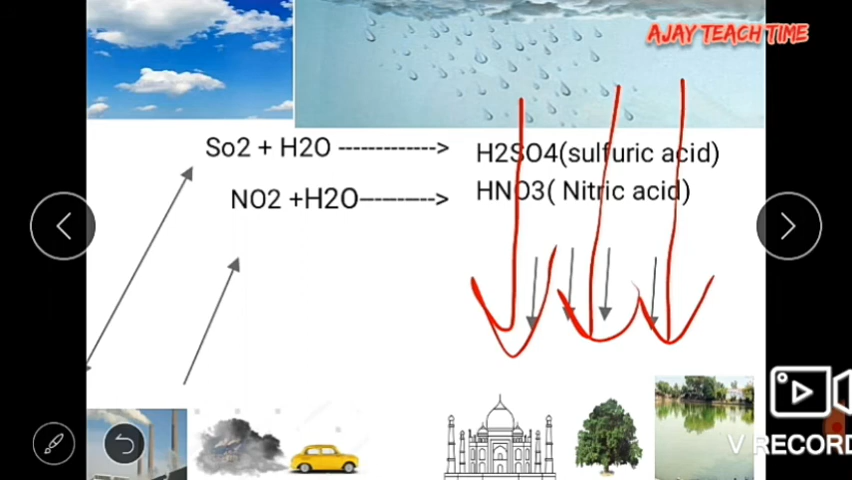 AJAY TEACH TIME
So2 + H2O ------------->
H2SO4(sulfuric acid)
NO2 +H2O---------->
HNO3( Nitric acid)
V RECORD